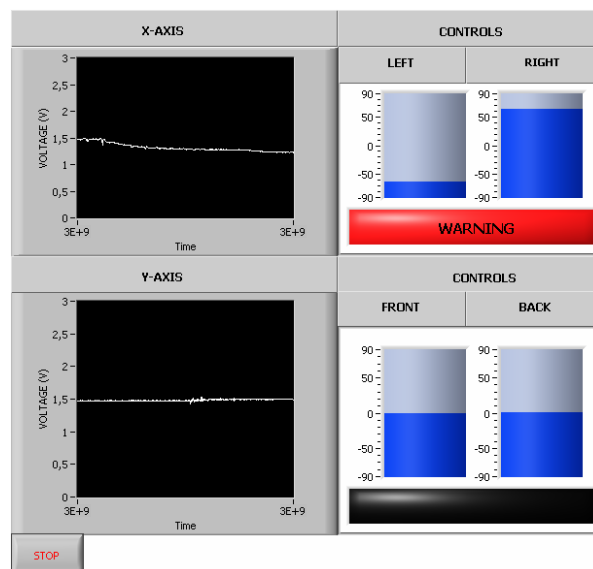 X-AXIS
CONTROLS
LEFT
RIGHT
VOLTAGE (V)
3
2,5
2
1,5
1
0,5
0
3E+9
3E+9
Time
90
50
0
-50
-90
90
50
0
-50
-90
WARNING
Y-AXIS
CONTROLS
FRONT
BACK
VOLTAGE (V)
3
2,5
2
1,5
1
0,5
0
3E+9
3E+9
Time
90
50
0
-50
-90
90
50
0
-50
-90
STOP